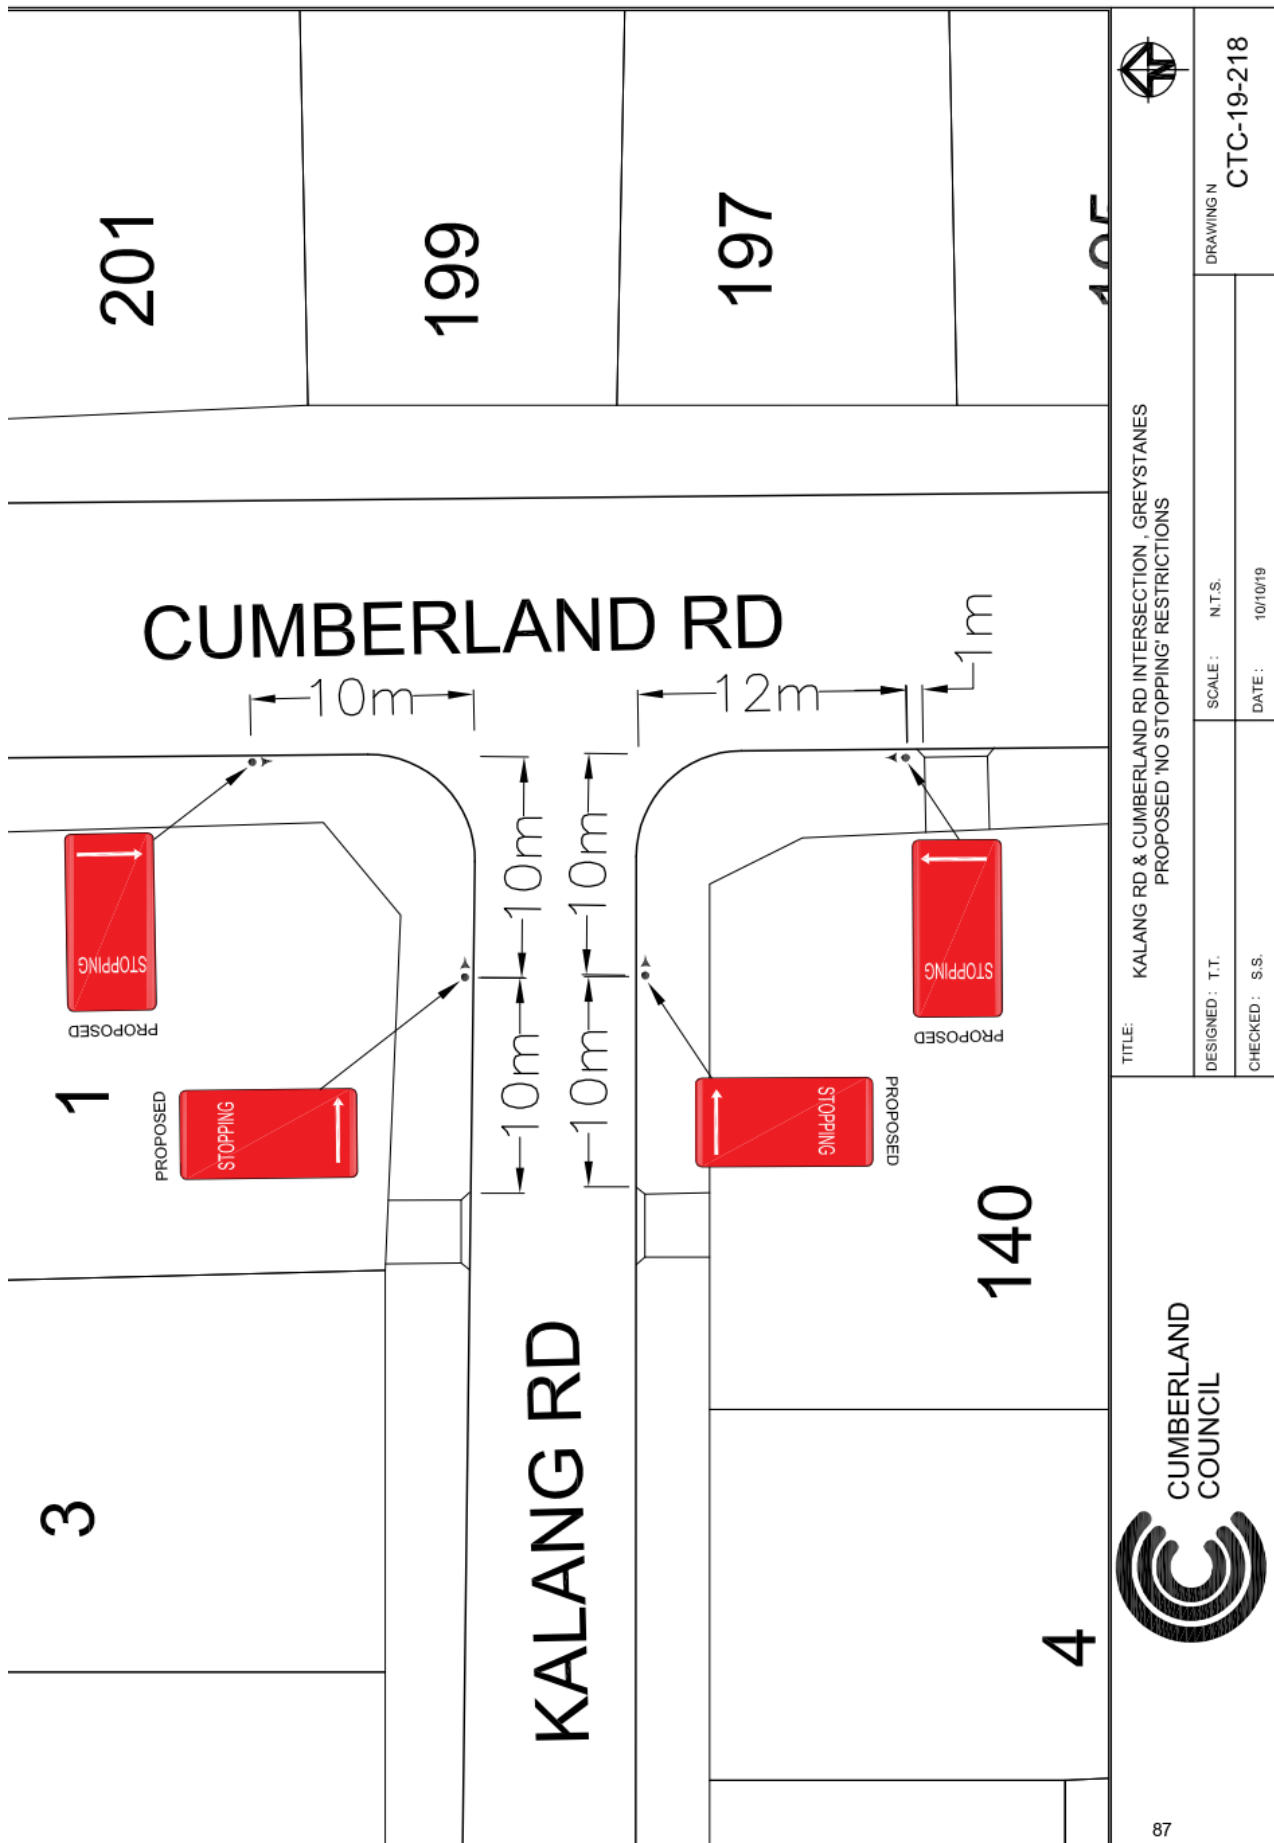 201
199
197
CUMBERLAND RD
10m
12m
1m
10m
10m
10m
10m
STOPPING
PROPOSED
STOPPING
PROPOSED
PROPOSED
STOPPING
STOPPING
PROPOSED
1
3
140
4
KALANG RD
CUMBERLAND
COUNCIL
TITLE:
KALANG RD & CUMBERLAND RD INTERSECTION , GREYSTANES
PROPOSED 'NO STOPPING' RESTRICTIONS
N
DESIGNED : T.T.
SCALE : N.T.S.
DRAWING N
CTC-19-218
CHECKED : S.S.
DATE : 10/10/19
87